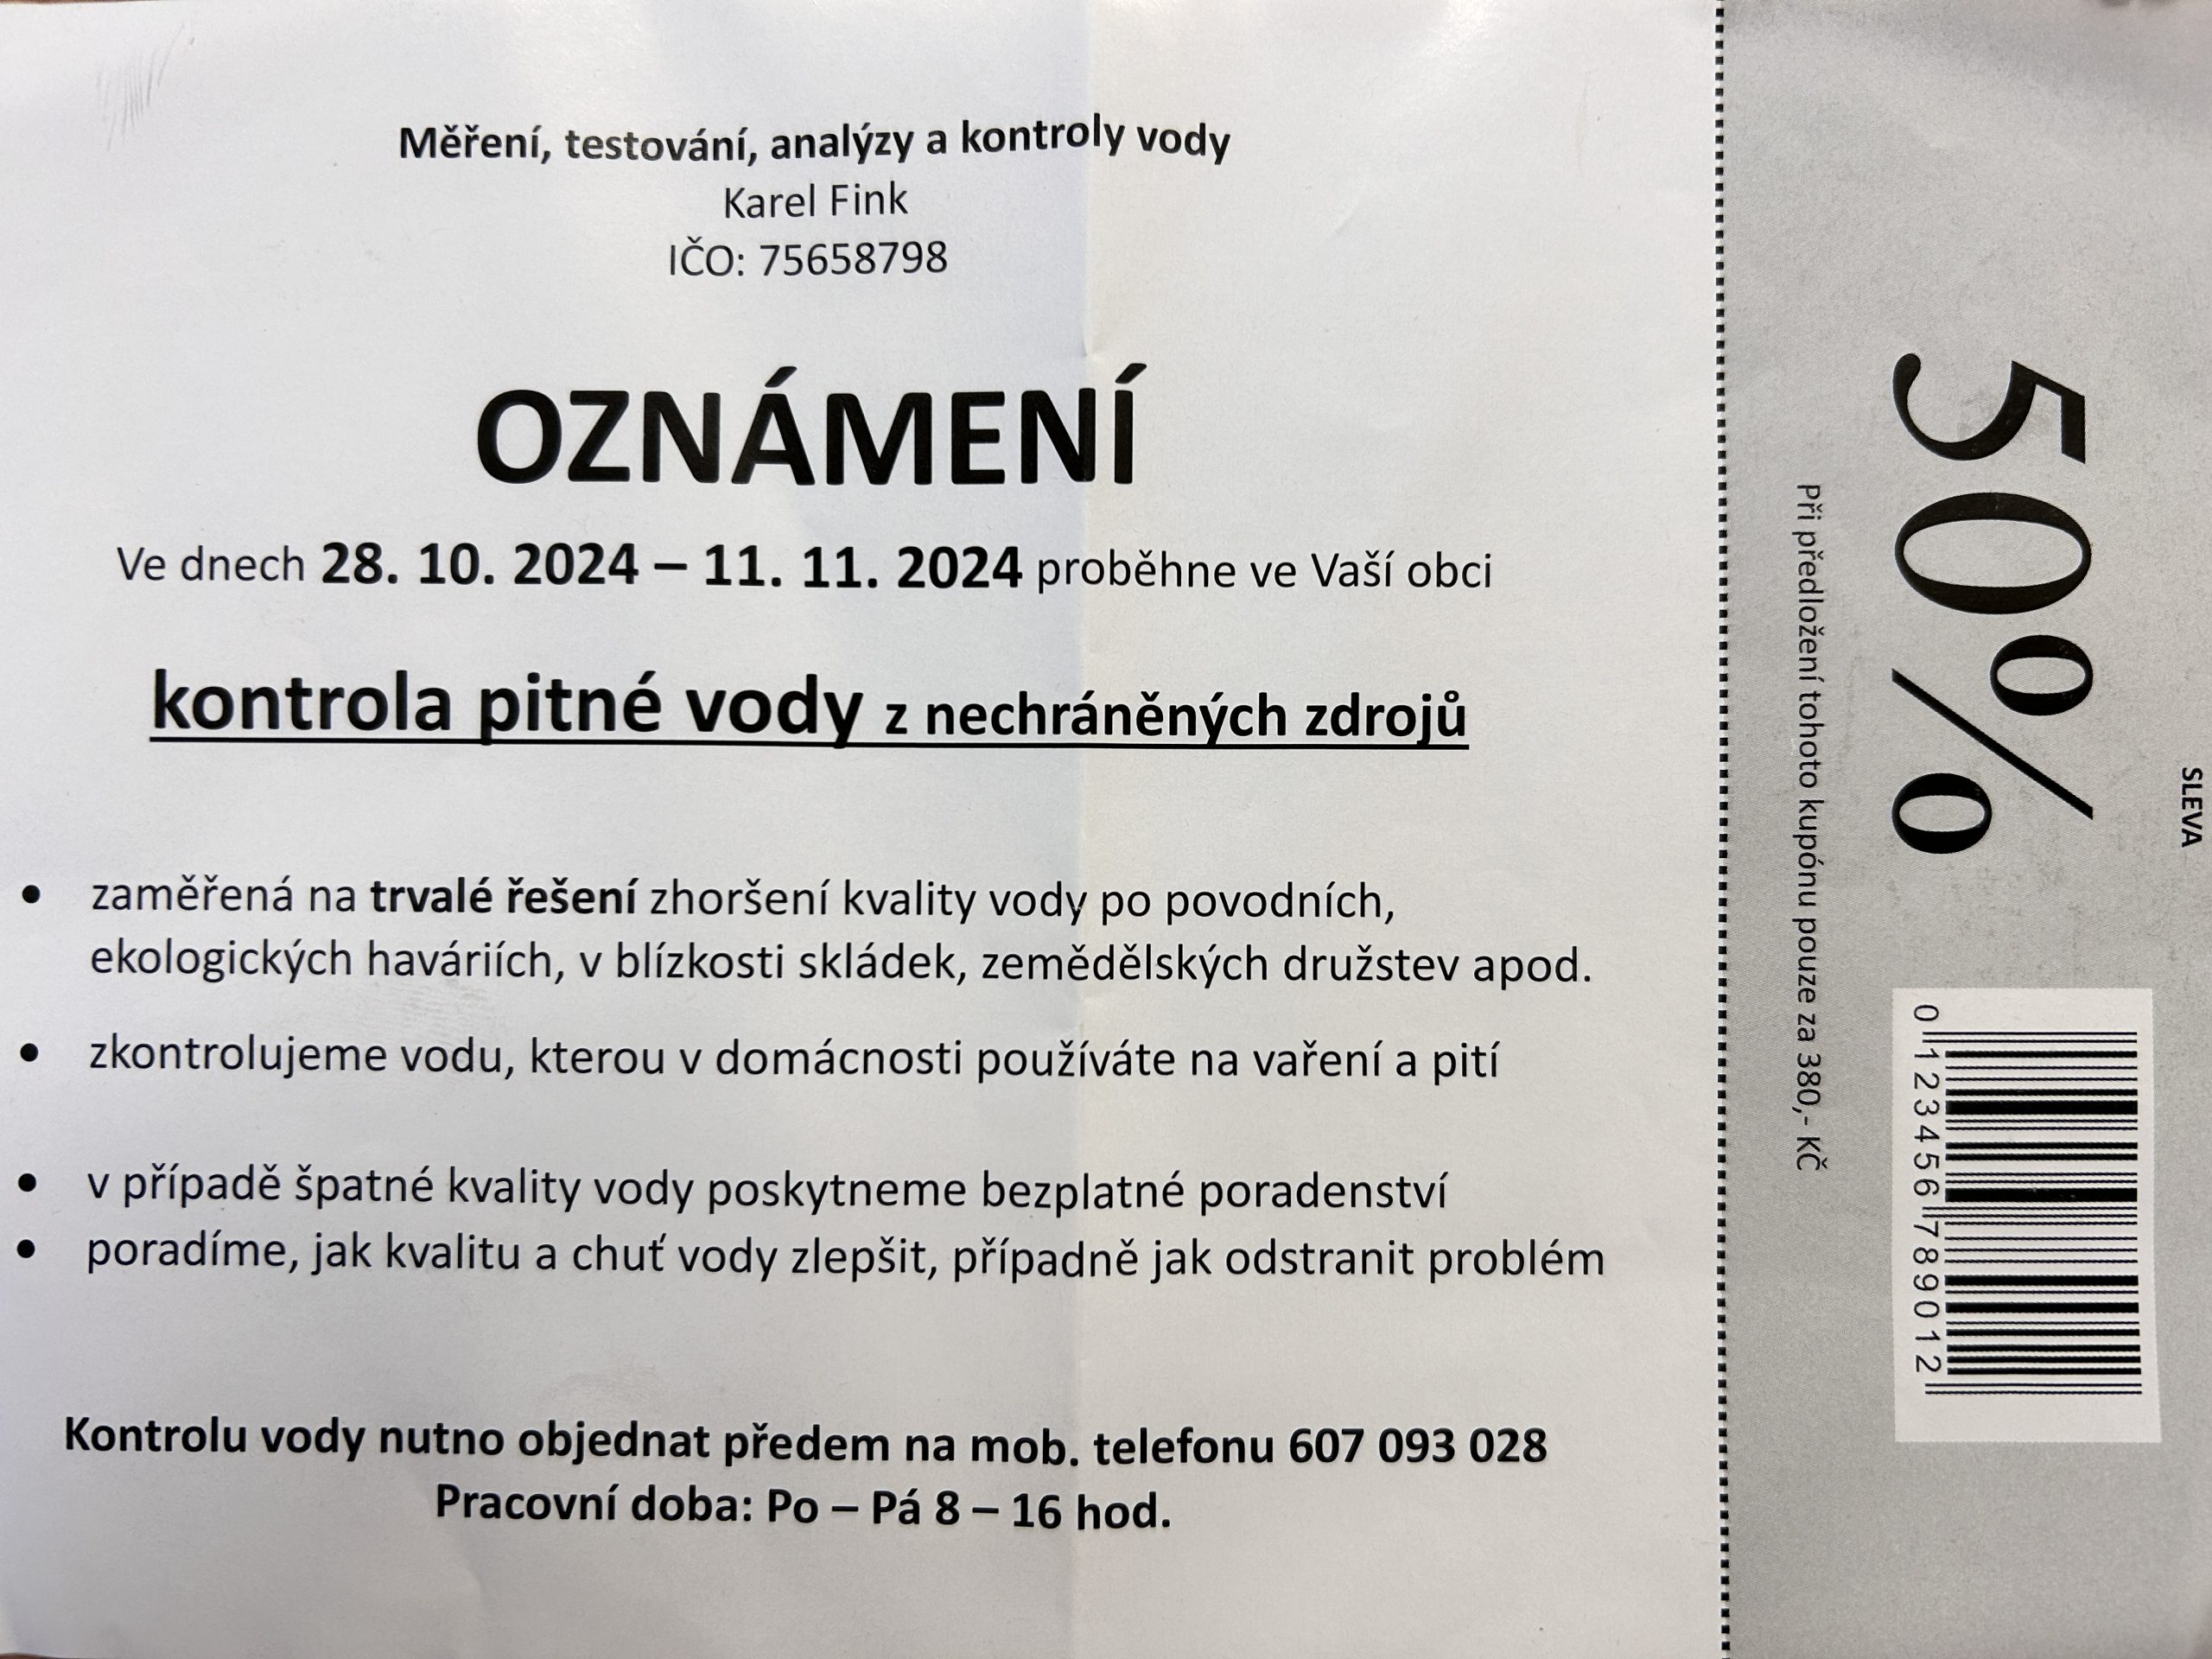 Měření, testování, analýzy a kontroly vody
Karel Fink
IČO: 75658798
OZNÁMENÍ
Ve dnech 28. 10. 2024 – 11. 11. 2024 proběhne ve Vaší obci
kontrola pitné vody z nechráněných zdrojů
• zaměřená na trvalé řešení zhoršení kvality vody po povodních,
ekologických haváriích, v blízkosti skládek, zemědělských družstev apod.
• zkontrolujeme vodu, kterou v domácnosti používáte na vaření a pití
• v případě špatné kvality vody poskytneme bezplatné poradenství
• poradíme, jak kvalitu a chuť vody zlepšit, případně jak odstranit problém
Kontrolu vody nutno objednat předem na mob. telefonu 607 093 028
Pracovní doba: Po – Pá 8 – 16 hod.
SLEVA
50%
Při předložení tohoto kupónu pouze za 380,- KČ
0 123456 789012